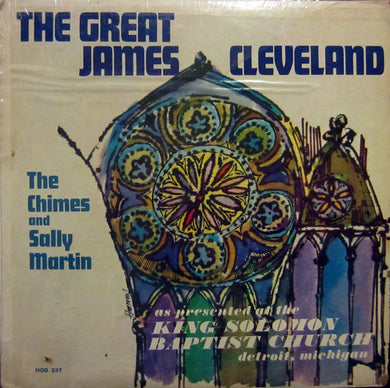 THE GREAT
JAMES CLEVELAND
The
Chimes
and
Sally
Martin
as presented at the
KING SOLOMON
BAPTIST CHURCH
detroit, michigan
HOB 257